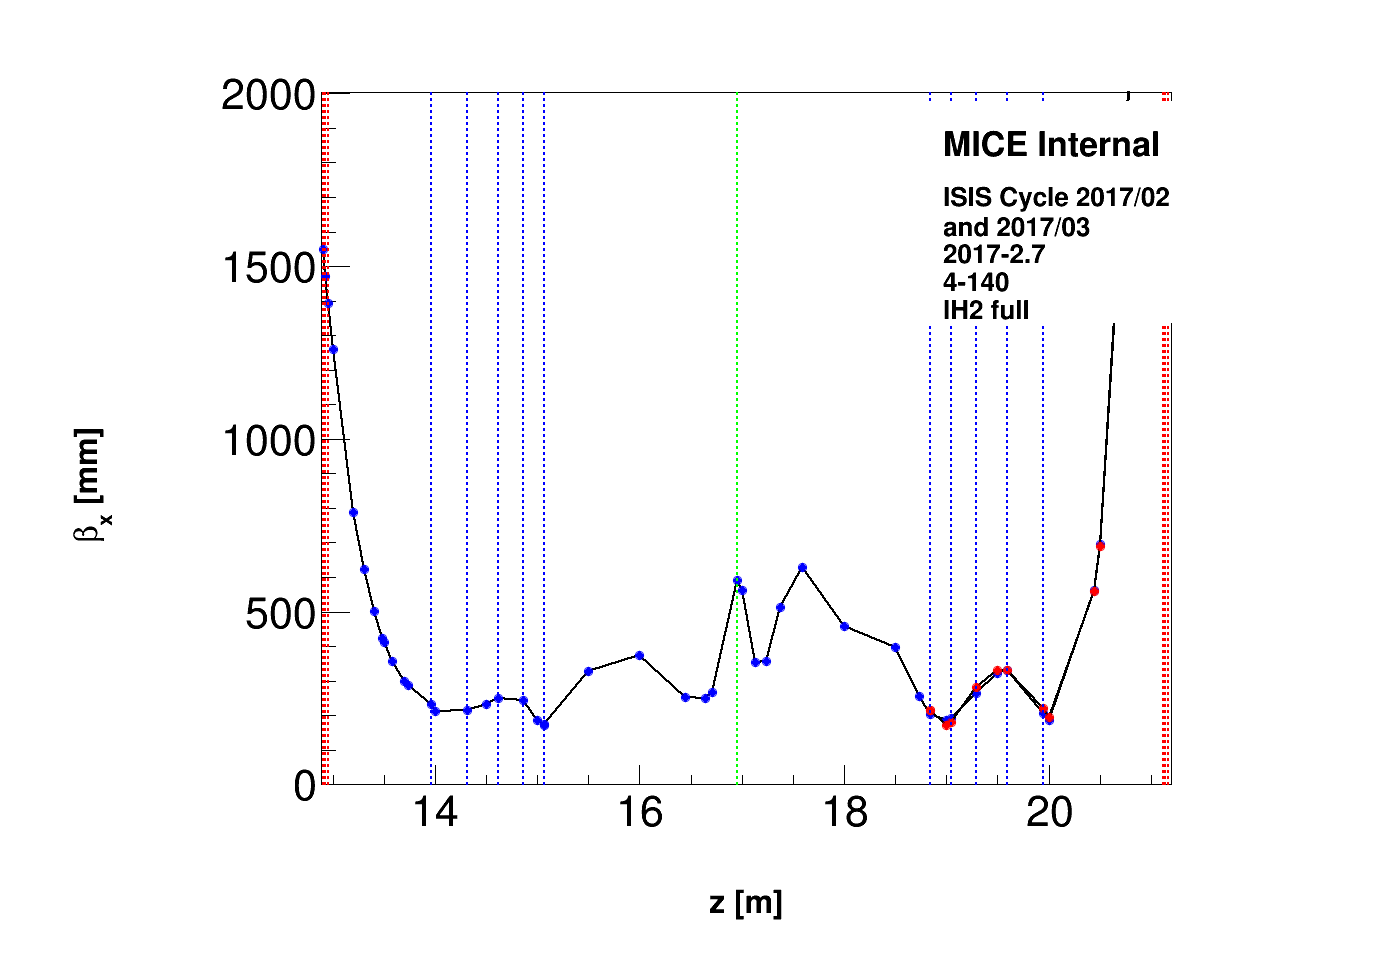 2000
1500
1000
500
0
14 16 18 20
βx [mm]
z [m]
MICE Internal
ISIS Cycle 2017/02
and 2017/03
2017-2.7
4-140
lH2 full